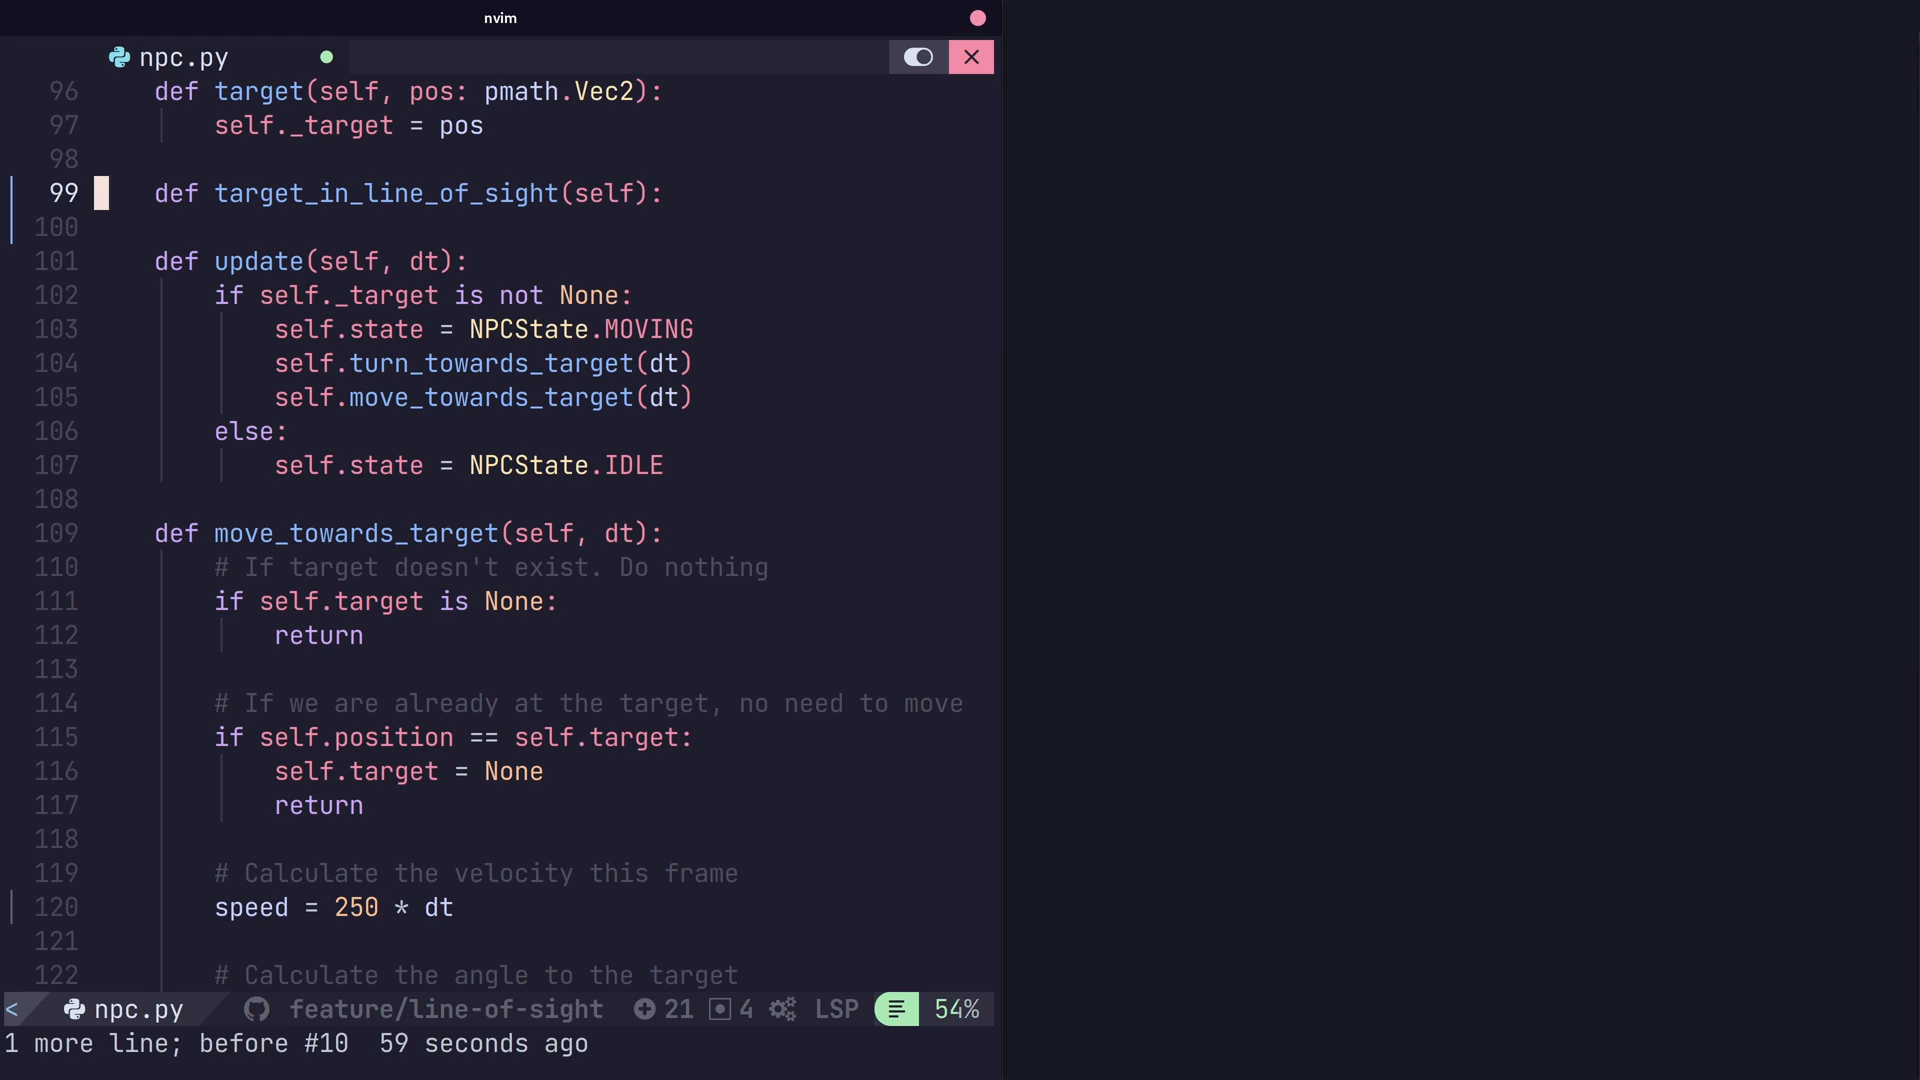 nvim
npc.py
96 def target(self, pos: pmath.Vec2):
97 self._target = pos
98
99 def target_in_line_of_sight(self):
100
101 def update(self, dt):
102 if self._target is not None:
103 self.state = NPCState.MOVING
104 self.turn_towards_target(dt)
105 self.move_towards_target(dt)
106 else:
107 self.state = NPCState.IDLE
108
109 def move_towards_target(self, dt):
110 # If target doesn't exist. Do nothing
111 if self.target is None:
112 return
113
114 # If we are already at the target, no need to move
115 if self.position == self.target:
116 self.target = None
117 return
118
119 # Calculate the velocity this frame
120 speed = 250 * dt
121
122 # Calculate the angle to the target
< npc.py feature/line-of-sight 21 4 LSP 54%
1 more line; before #10 59 seconds ago